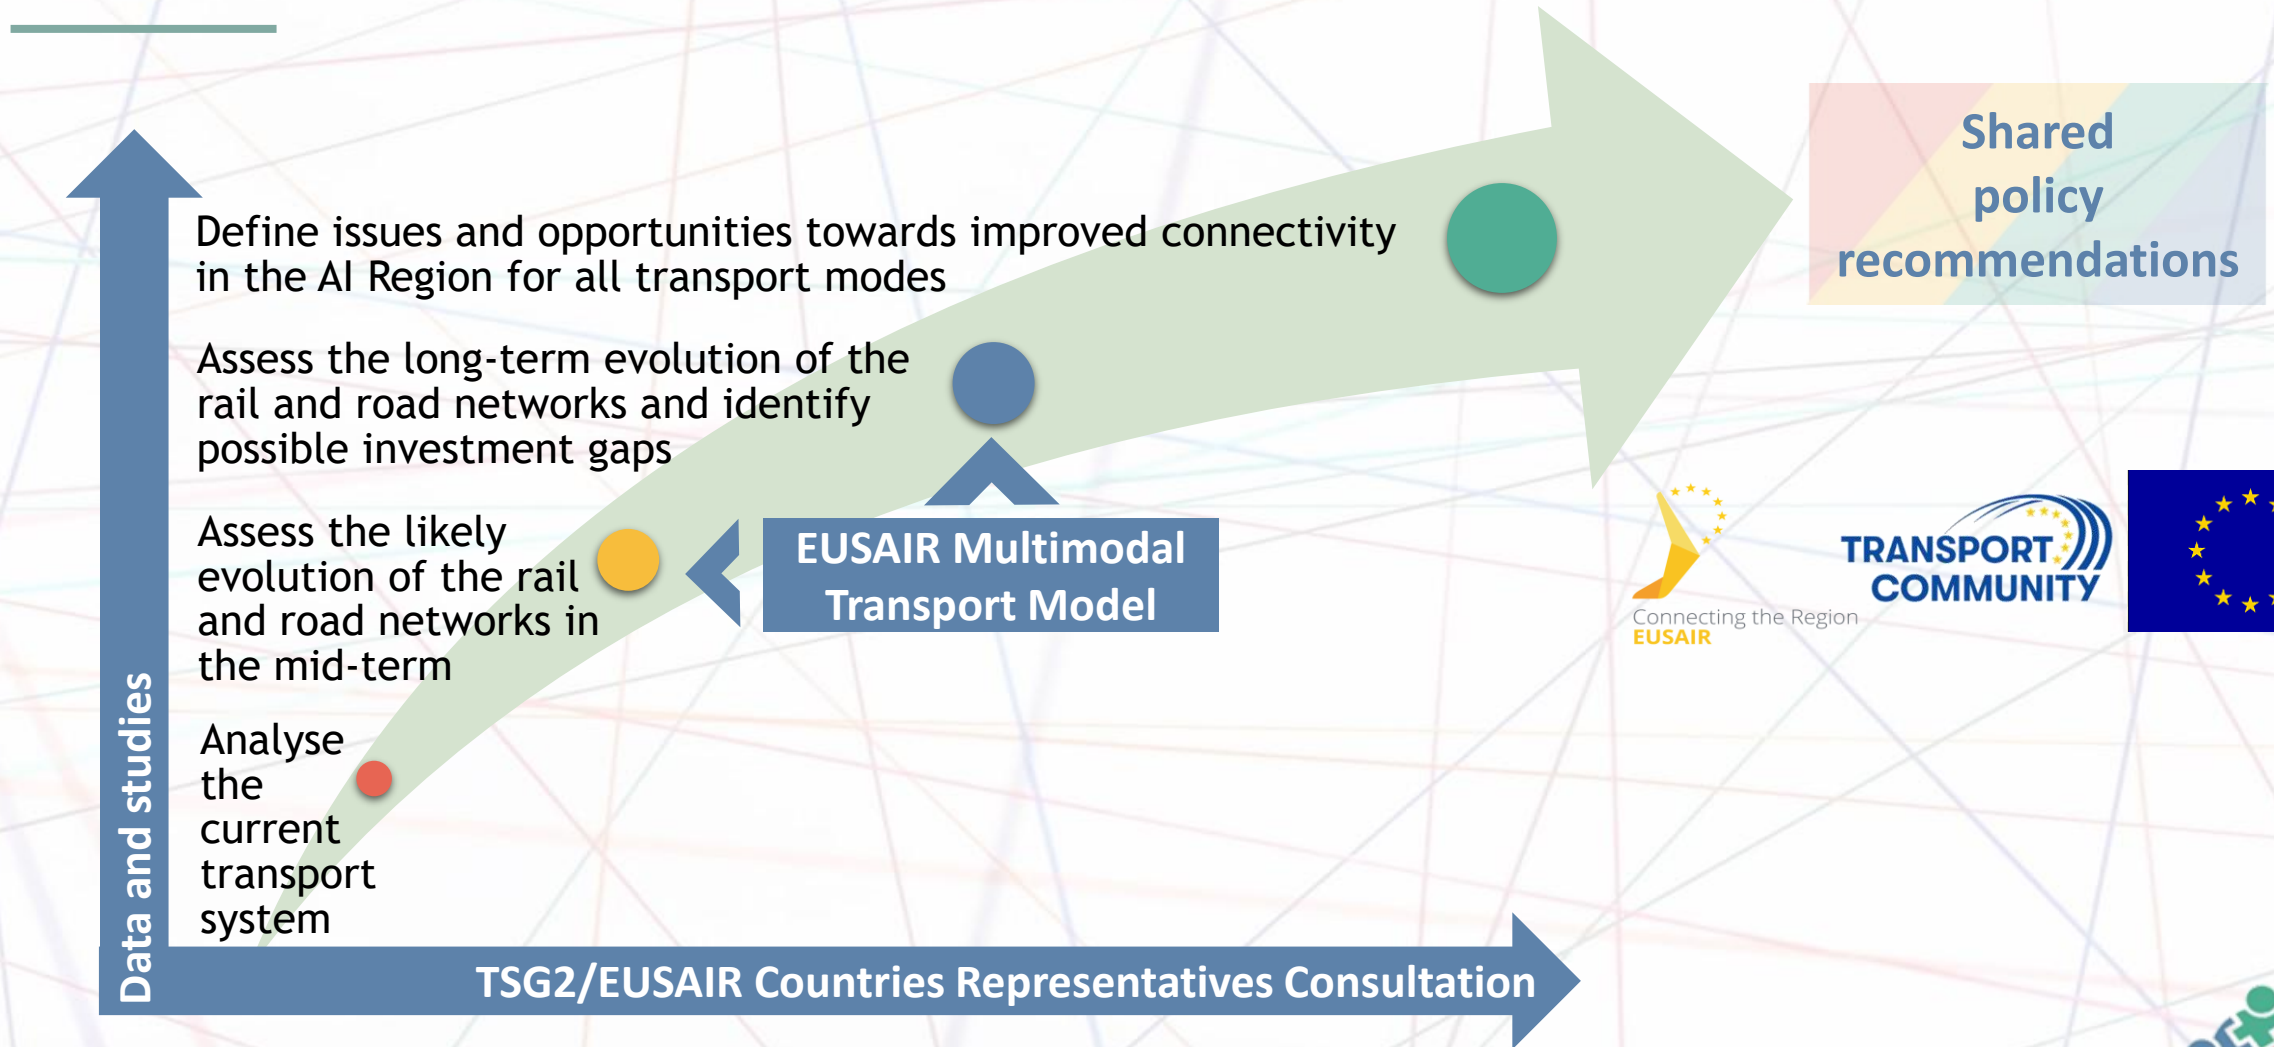 Define issues and opportunities towards improved connectivity
in the AI Region for all transport modes
Assess the long-term evolution of the
rail and road networks and identify
possible investment gaps
Assess the likely
evolution of the rail
and road networks in
the mid-term
Analyse
the
current
transport
system
Data and studies
TSG2/EUSAIR Countries Representatives Consultation
EUSAIR Multimodal
Transport Model
Shared
policy
recommendations
Connecting the Region
EUSAIR
TRANSPORT
COMMUNITY